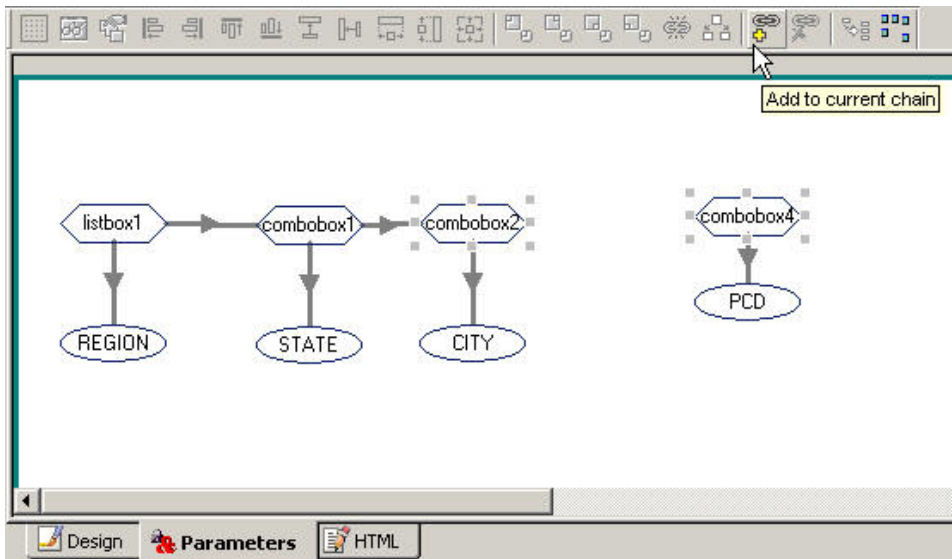 Add to current chain
listbox1
combobox1
combobox2
combobox4
REGION
STATE
CITY
PCD
Design
Parameters
HTML